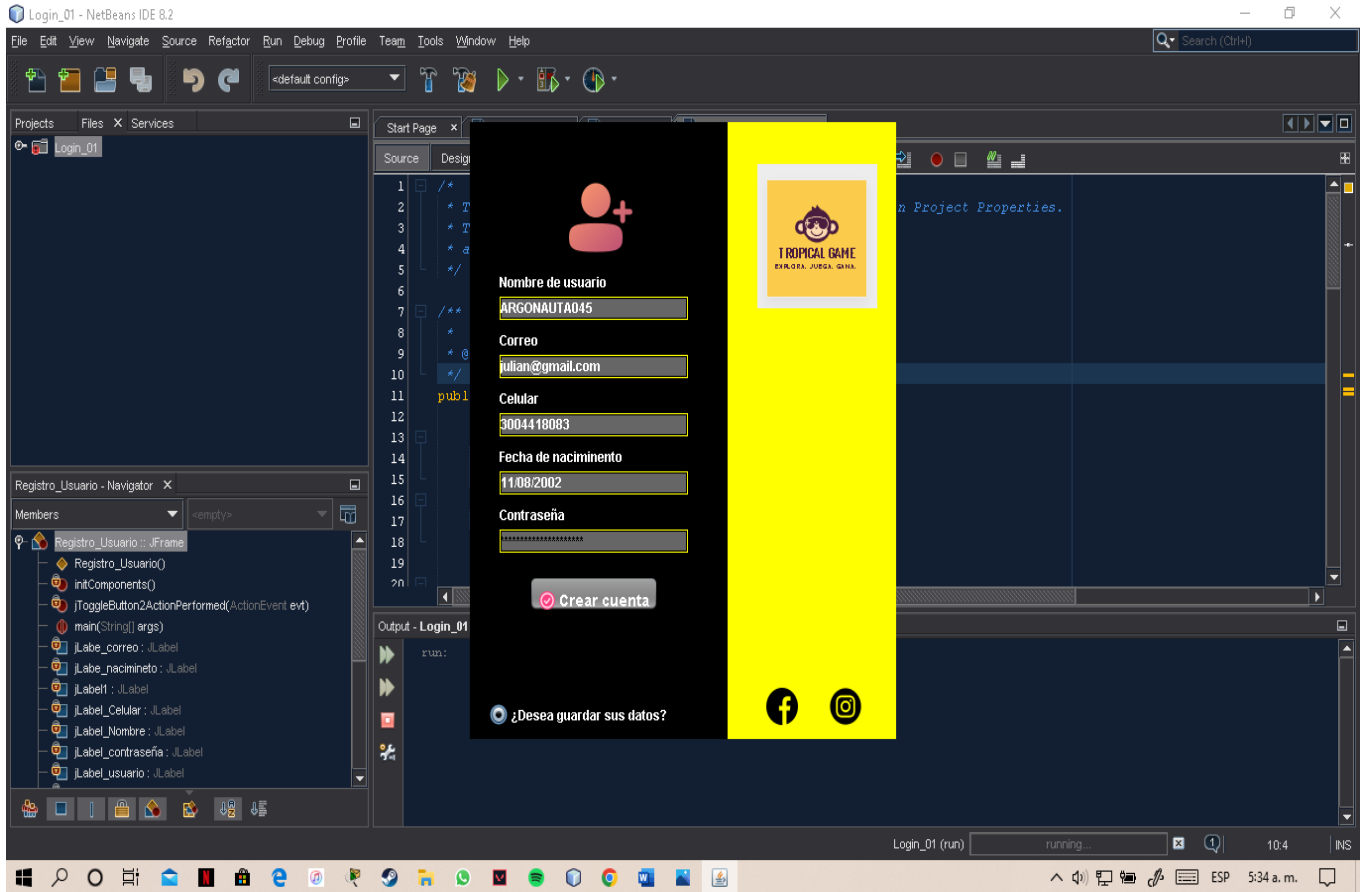 Login_01 - NetBeans IDE 8.2
File Edit View Navigate Source Refactor Run Debug Profile Team Tools Window Help
Search (Ctrl+I)
<default config>
Projects Files Services
Login_01
Start Page
Source Desig
1 /*
2 * T n Project Properties.
3 * T
4 * a
5 */
6
7 /**
8 *
9 * @
10 */
11 publ
12
13
14
15
16
17
18
19
20
Nombre de usuario
ARGONAUTA045
Correo
julian@gmail.com
Celular
3004418083
Fecha de naciminento
11/08/2002
Contraseña
Crear cuenta
¿Desea guardar sus datos?
TROPICAL GAME
EXPLORA. JUEGA. GANA.
Registro_Usuario - Navigator
Members <empty>
Registro_Usuario :: JFrame
Registro_Usuario()
initComponents()
jToggleButton2ActionPerformed(ActionEvent evt)
main(String[] args)
jLabe_correo : JLabel
jLabe_nacimineto : JLabel
jLabel1 : JLabel
jLabel_Celular : JLabel
jLabel_Nombre : JLabel
jLabel_contraseña : JLabel
jLabel_usuario : JLabel
Output - Login_01
run:
Login_01 (run) running... 1 10:4 INS
ESP 5:34 a. m.